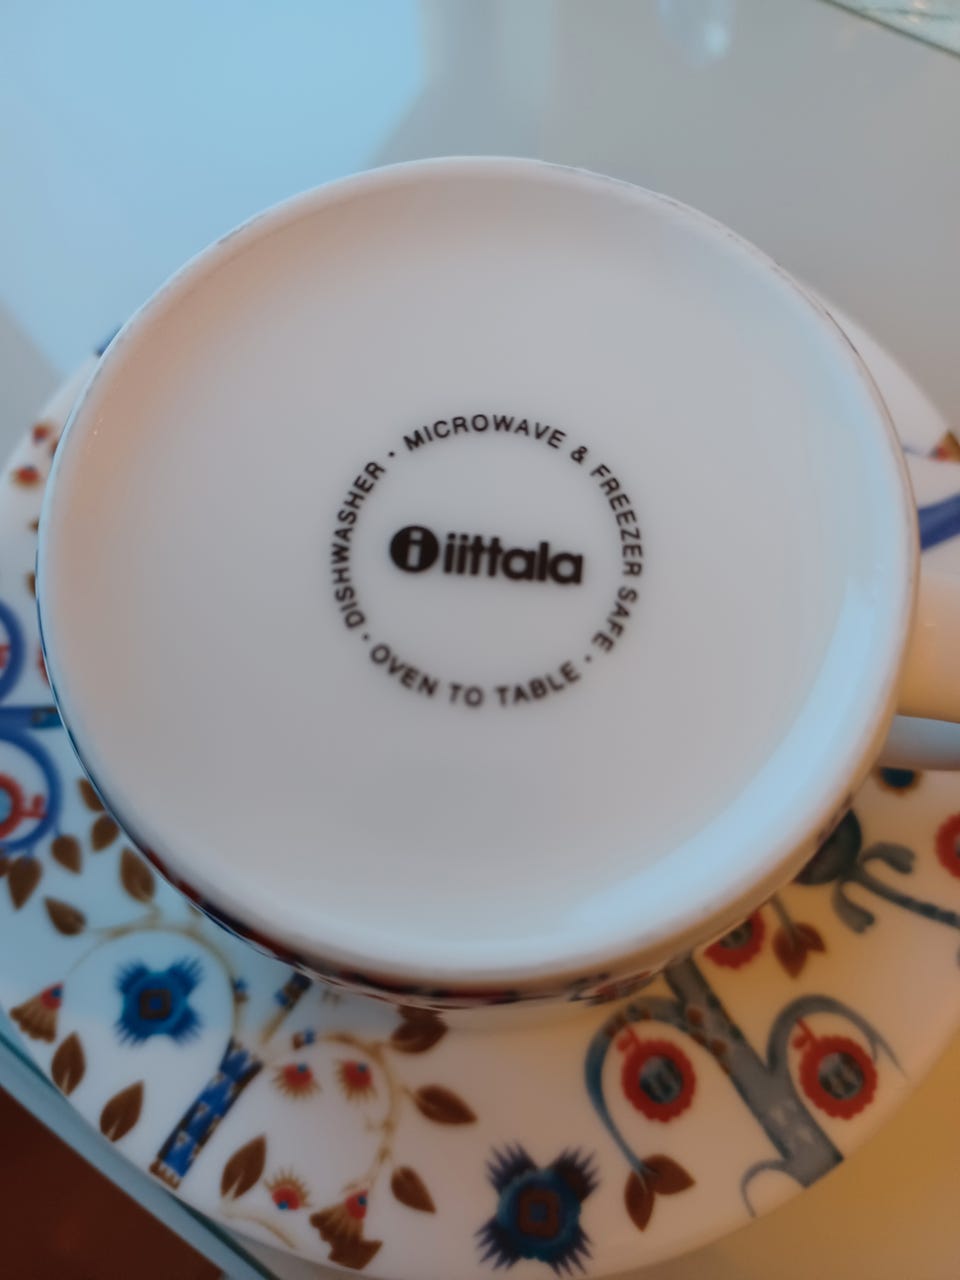 MICROWAVE & FREEZER SAFE · OVEN TO TABLE · DISHWASHER ·
i iittala